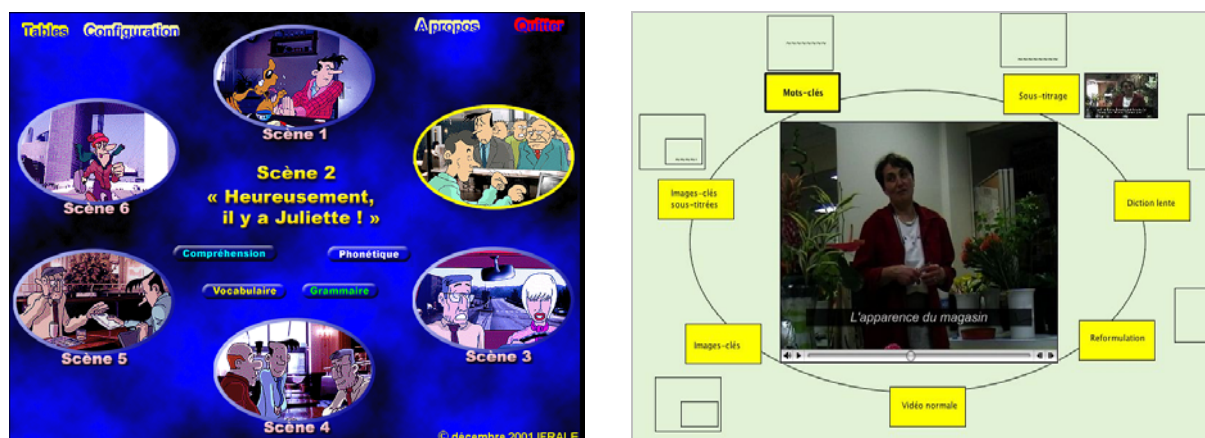 Tables Configuration A propos Quitter
Scène 1
Scène 2
« Heureusement,
il y a Juliette ! »
Scène 6
Compréhension Phonétique
Vocabulaire Grammaire
Scène 5
Scène 3
Scène 4
© décembre 2001 IFRALE
Mots-clés
Sous-titrage
Images-clés
sous-titrées
Diction lente
L'apparence du magasin
Images-clés
Reformulation
Vidéo normale